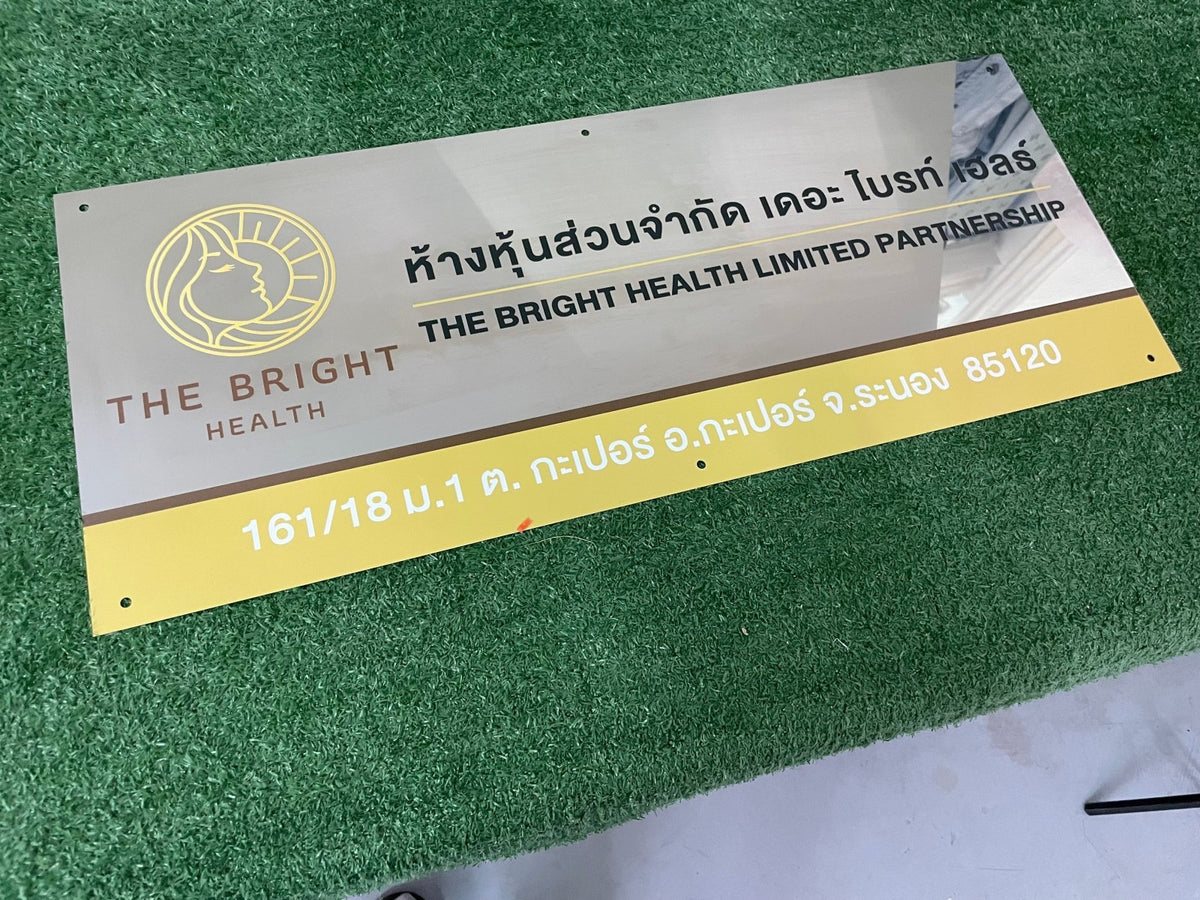 THE BRIGHT
HEALTH
ห้างหุ้นส่วนจำกัด เดอะ ไบรท์ เฮลธ์
THE BRIGHT HEALTH LIMITED PARTNERSHIP
161/18 ม.1 ต. กะเปอร์ อ.กะเปอร์ จ.ระนอง 85120